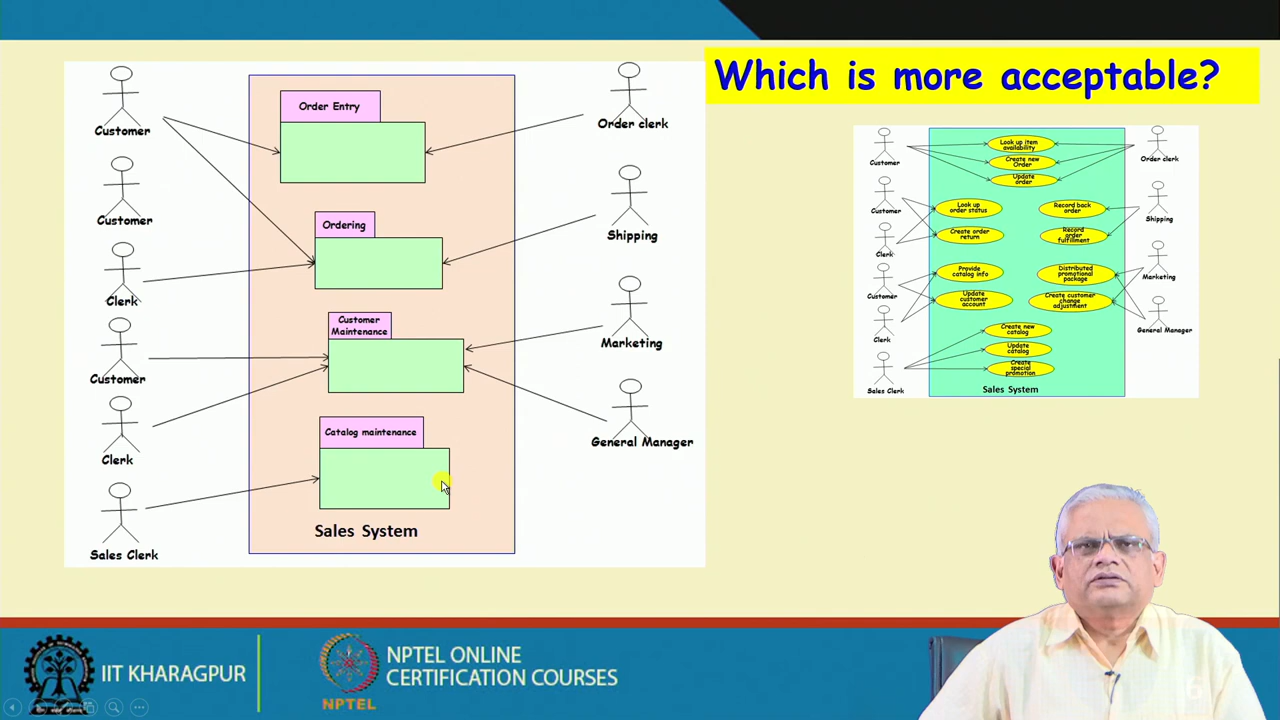 Which is more acceptable?
Customer
Customer
Clerk
Customer
Clerk
Sales Clerk
Order Entry
Ordering
Customer
Maintenance
Catalog maintenance
Sales System
Order clerk
Shipping
Marketing
General Manager
Customer
Customer
Clerk
Customer
Clerk
Sales Clerk
Look up item
availability
Create new
Order
Update
order
Look up
order status
Create order
return
Record back
order
Record
order
fulfillment
Provide
catalog info
Update
customer
account
Distributed
promotional
package
Create customer
change
adjustment
Create new
catalog
Update
catalog
Create
special
promotion
Sales System
Order clerk
Shipping
Marketing
General Manager
IIT KHARAGPUR
NPTEL
NPTEL ONLINE
CERTIFICATION COURSES
6